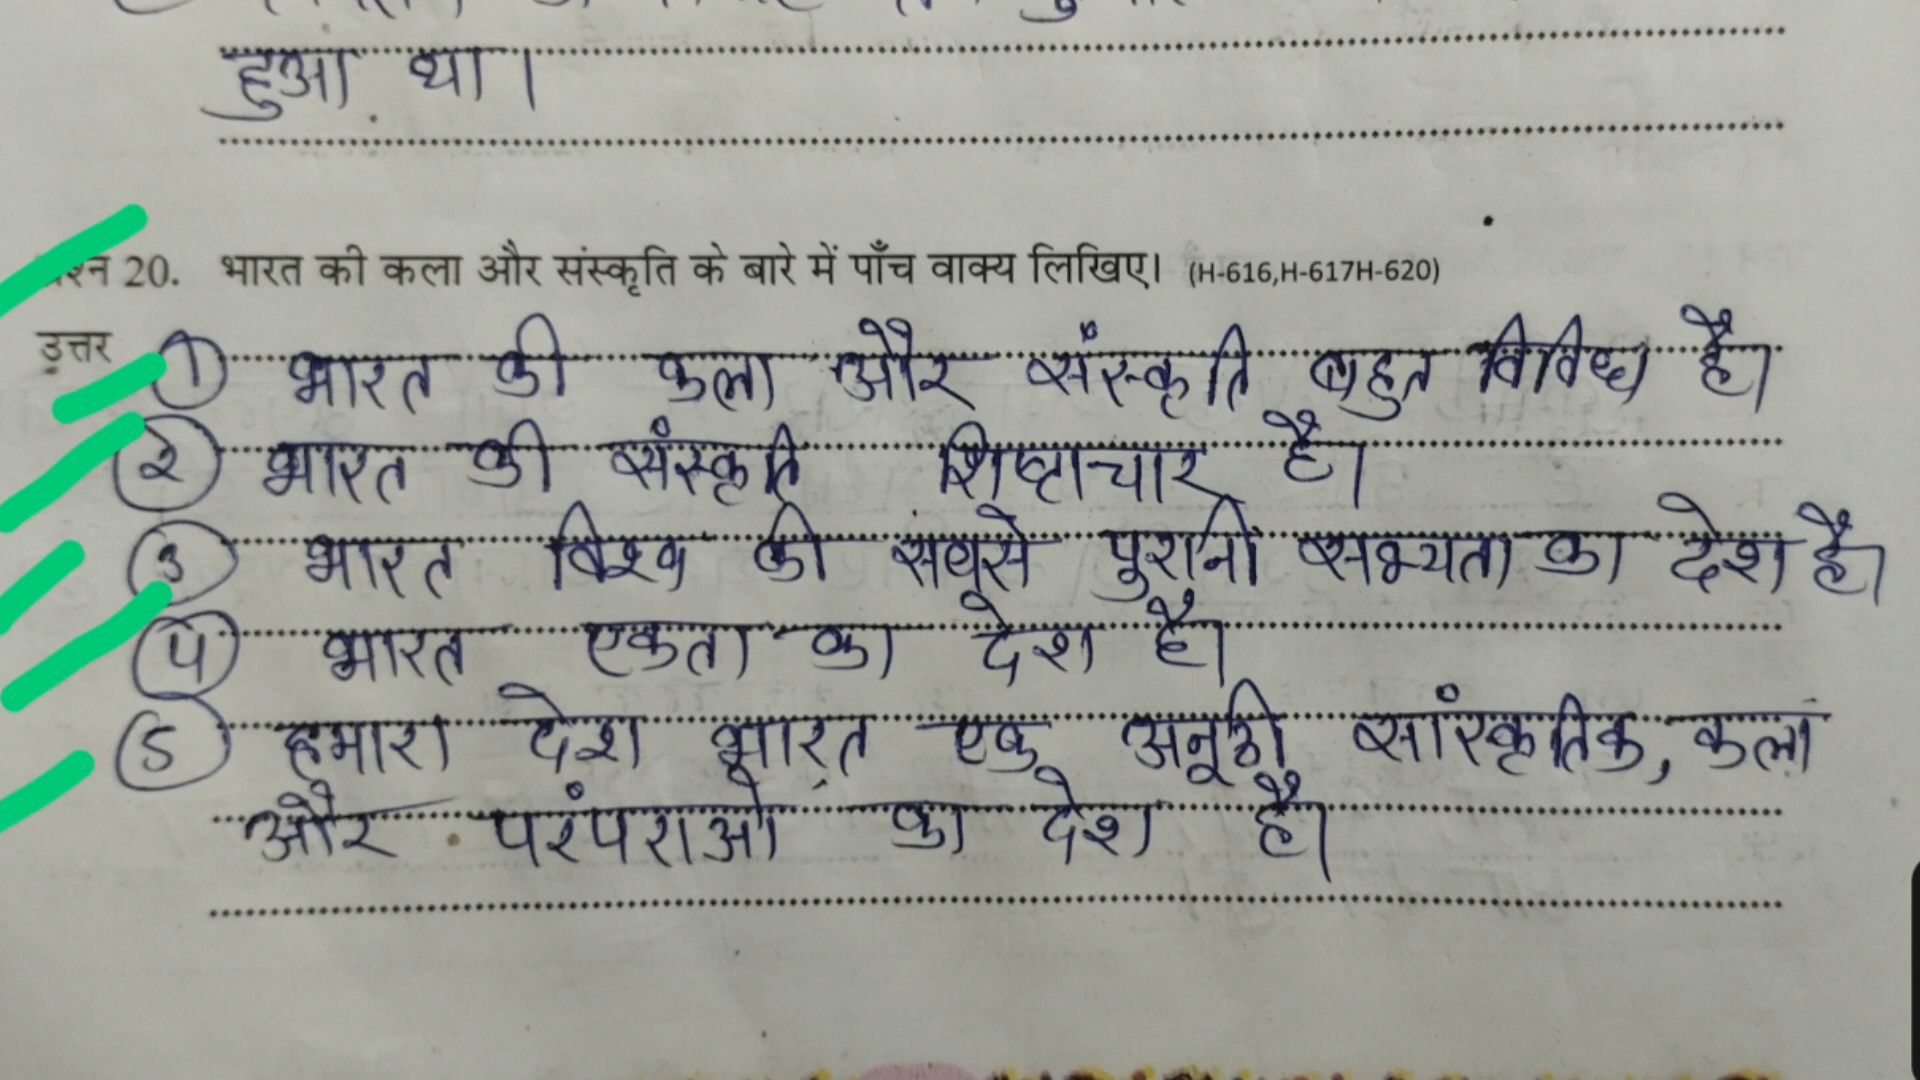 हुआ था।
प्रश्न 20. भारत की कला और संस्कृति के बारे में पाँच वाक्य लिखिए। (H-616,H-617H-620)
उत्तर ① भारत की कला और संस्कृति बहुत विविध है।
② भारत की संस्कृति शिष्टाचार है।
③ भारत विश्व की सबसे पुरानी सभ्यता का देश है।
④ भारत एकता का देश है।
⑤ हमारा देश भारत एक अनूठी सांस्कृतिक, कला
और परंपराओ का देश है।